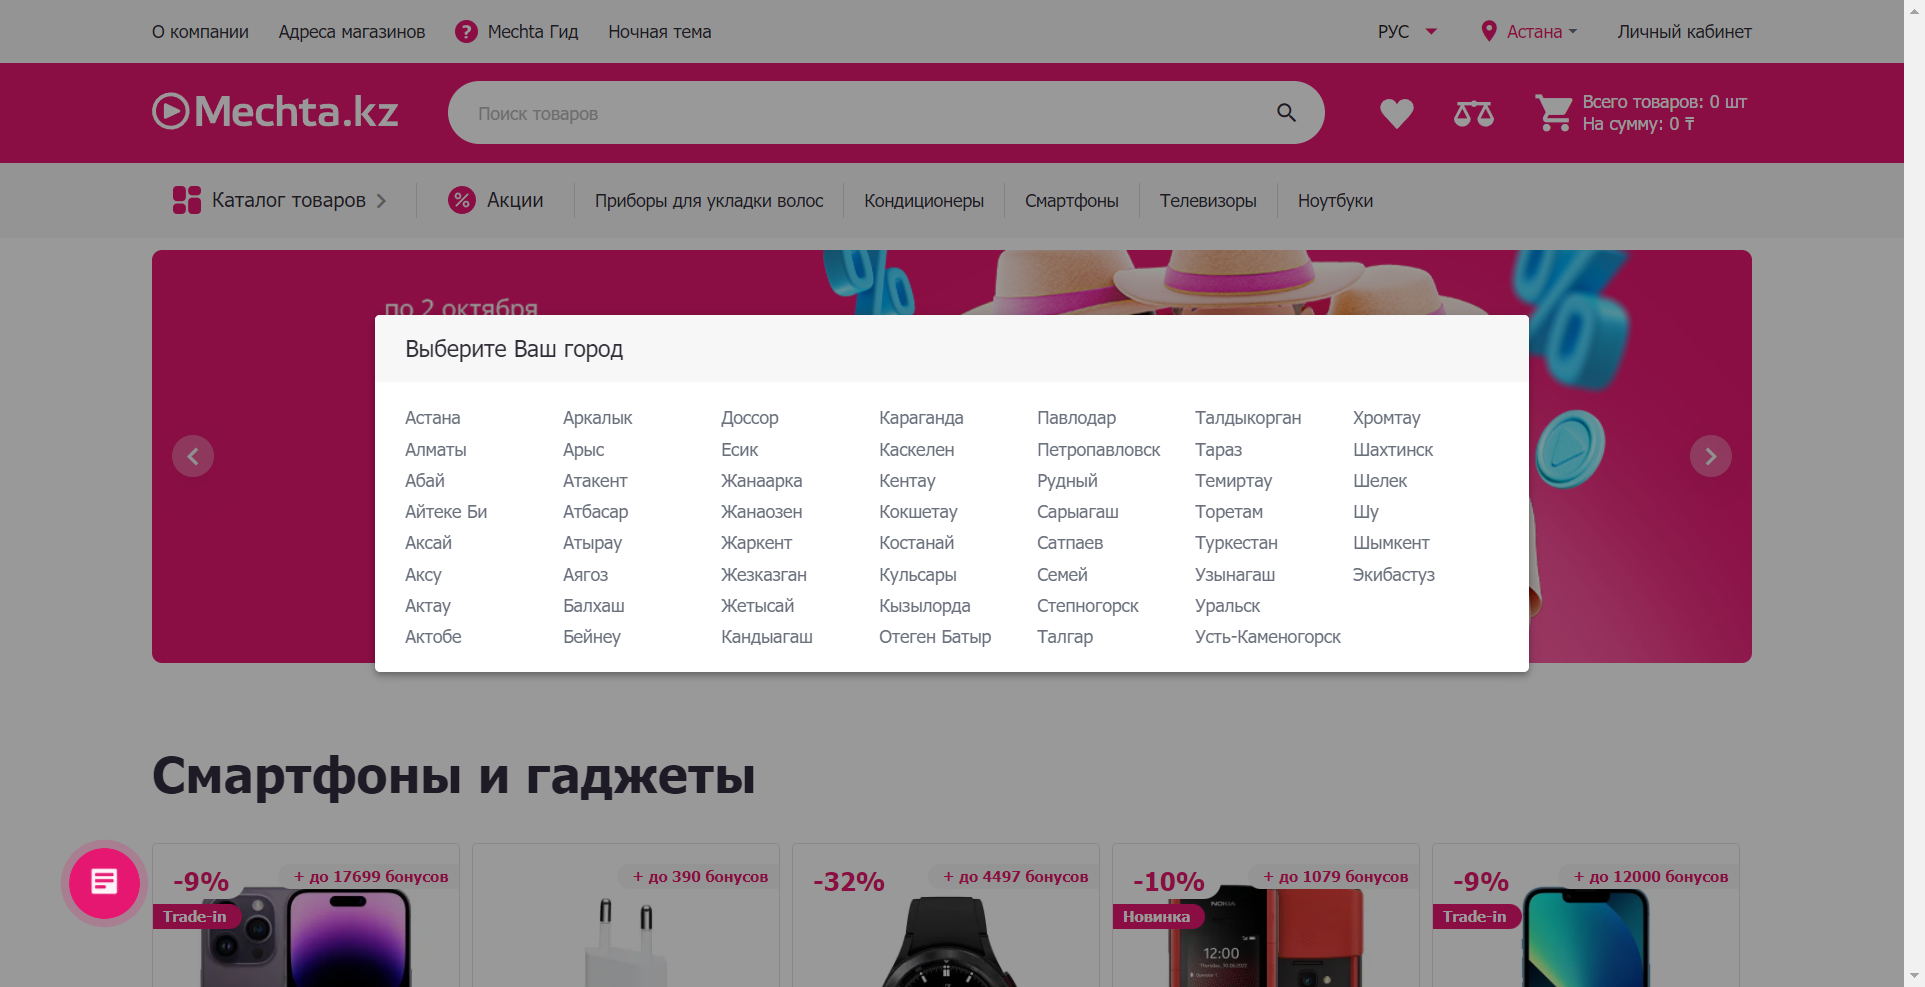 О компании
Адреса магазинов
?
Mechta Гид
Ночная тема
РУС
Астана
Личный кабинет
Mechta.kz
Поиск товаров
Всего товаров: 0 шт
На сумму: 0 ₸
Каталог товаров
%
Акции
Приборы для укладки волос
Кондиционеры
Смартфоны
Телевизоры
Ноутбуки
по 2 октября
Выберите Ваш город
Астана
Алматы
Абай
Айтеке Би
Аксай
Аксу
Актау
Актобе
Аркалык
Арыс
Атакент
Атбасар
Атырау
Аягоз
Балхаш
Бейнеу
Доссор
Есик
Жанаарка
Жанаозен
Жаркент
Жезказган
Жетысай
Кандыагаш
Караганда
Каскелен
Кентау
Кокшетау
Костанай
Кульсары
Кызылорда
Отеген Батыр
Павлодар
Петропавловск
Рудный
Сарыагаш
Сатпаев
Семей
Степногорск
Талгар
Талдыкорган
Тараз
Темиртау
Торетам
Туркестан
Узынагаш
Уральск
Усть-Каменогорск
Хромтау
Шахтинск
Шелек
Шу
Шымкент
Экибастуз
Смартфоны и гаджеты
-9%
+ до 17699 бонусов
Trade-in
+ до 390 бонусов
-32%
+ до 4497 бонусов
-10%
+ до 1079 бонусов
Новинка
NOKIA
12:00
-9%
+ до 12000 бонусов
Trade-in